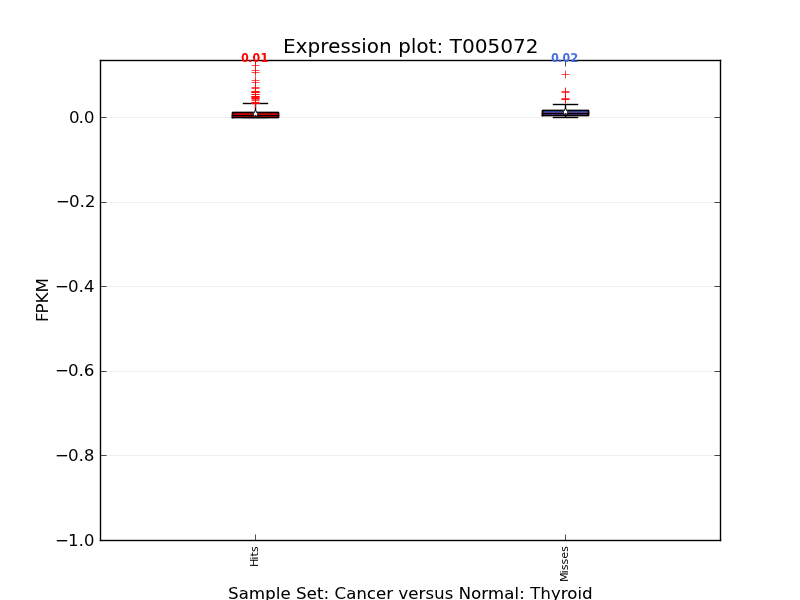 Expression plot: T005072
0.01
0.02
0.0
−0.2
−0.4
−0.6
−0.8
−1.0
FPKM
Hits
Misses
Sample Set: Cancer versus Normal: Thyroid